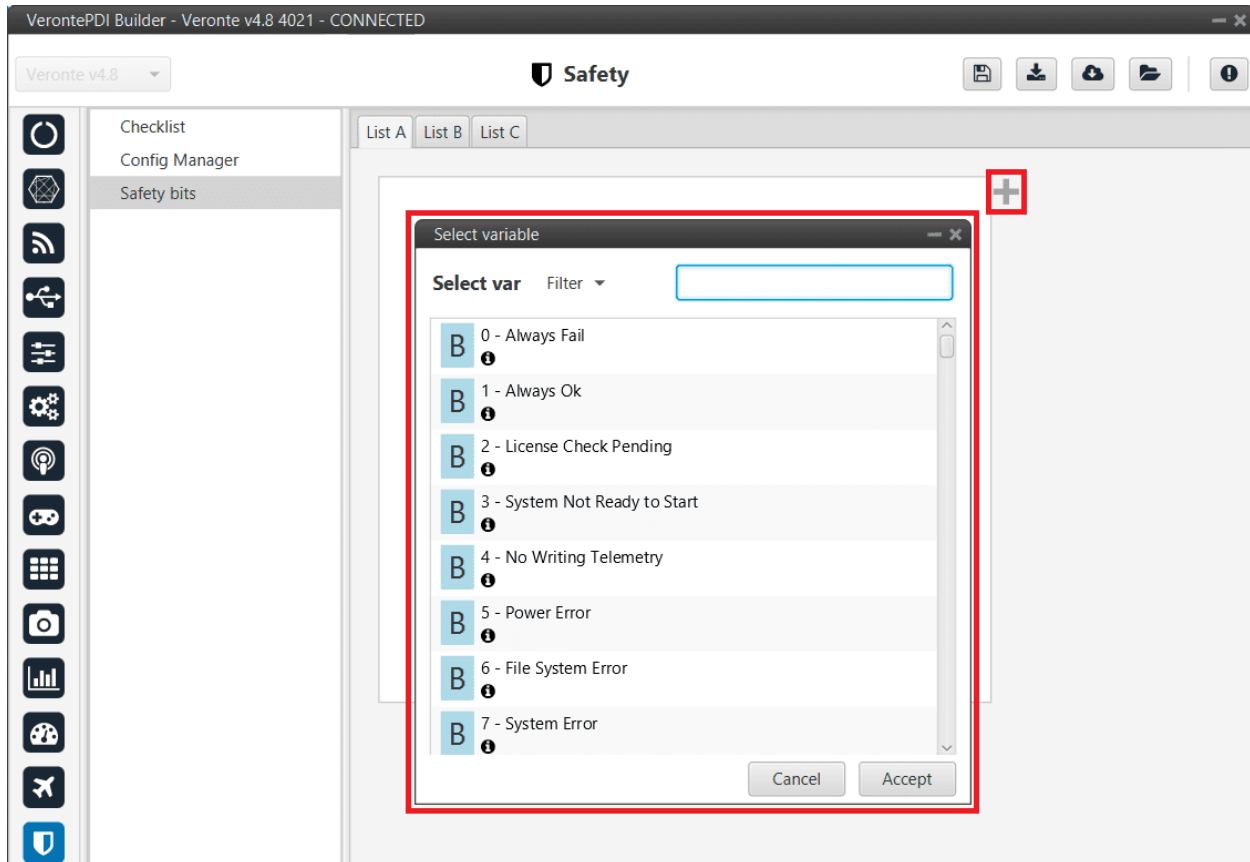 VerontePDI Builder - Veronte v4.8 4021 - CONNECTED
Veronte v4.8
Safety
Checklist
Config Manager
Safety bits
List A List B List C
Select variable
Select var Filter
B 0 - Always Fail
B 1 - Always Ok
B 2 - License Check Pending
B 3 - System Not Ready to Start
B 4 - No Writing Telemetry
B 5 - Power Error
B 6 - File System Error
B 7 - System Error
Cancel Accept